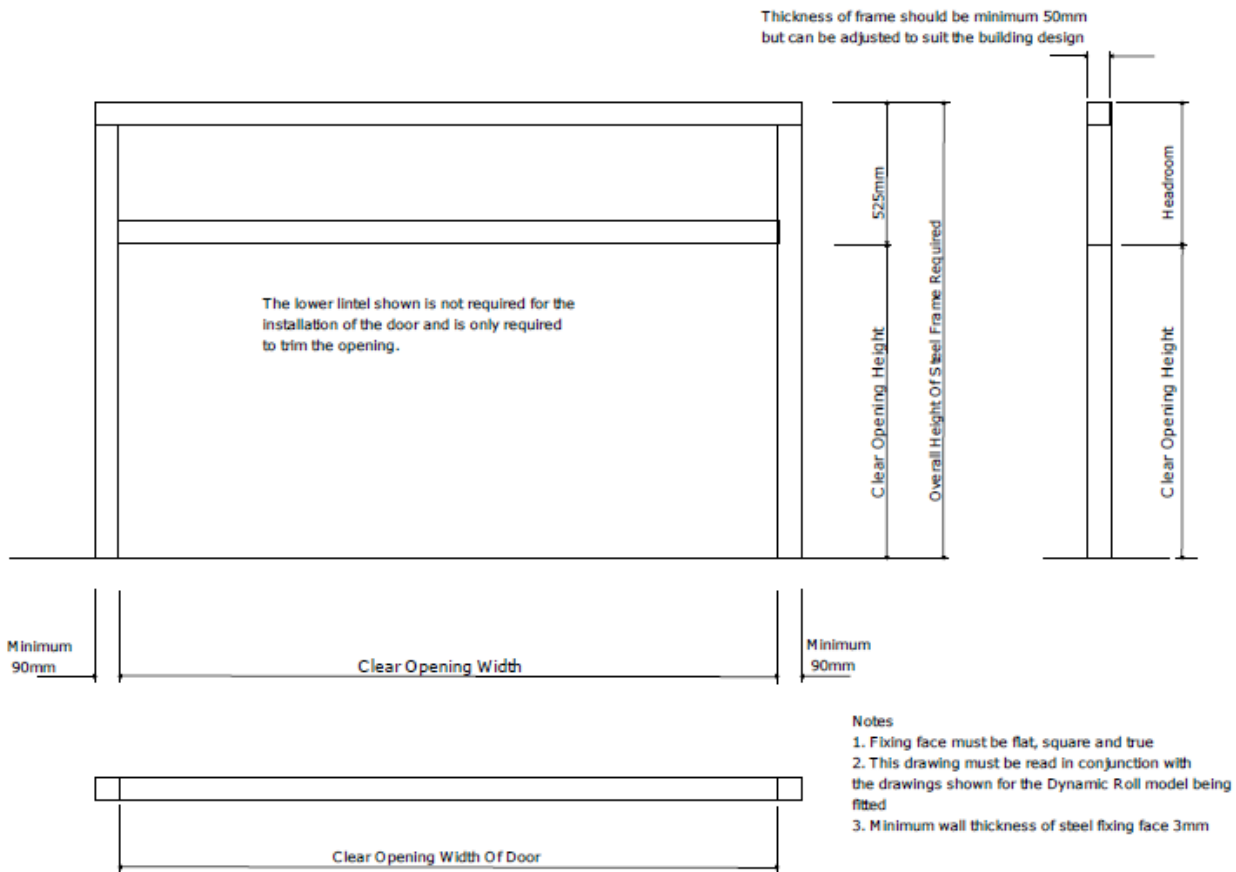 Thickness of frame should be minimum 50mm
but can be adjusted to suit the building design
525mm
Clear Opening Height
Overall Height Of Steel Frame Required
Headroom
Clear Opening Height
The lower lintel shown is not required for the
installation of the door and is only required
to trim the opening.
Minimum
90mm
Clear Opening Width
Minimum
90mm
Notes
1. Fixing face must be flat, square and true
2. This drawing must be read in conjunction with
the drawings shown for the Dynamic Roll model being
fitted
3. Minimum wall thickness of steel fixing face 3mm
Clear Opening Width Of Door